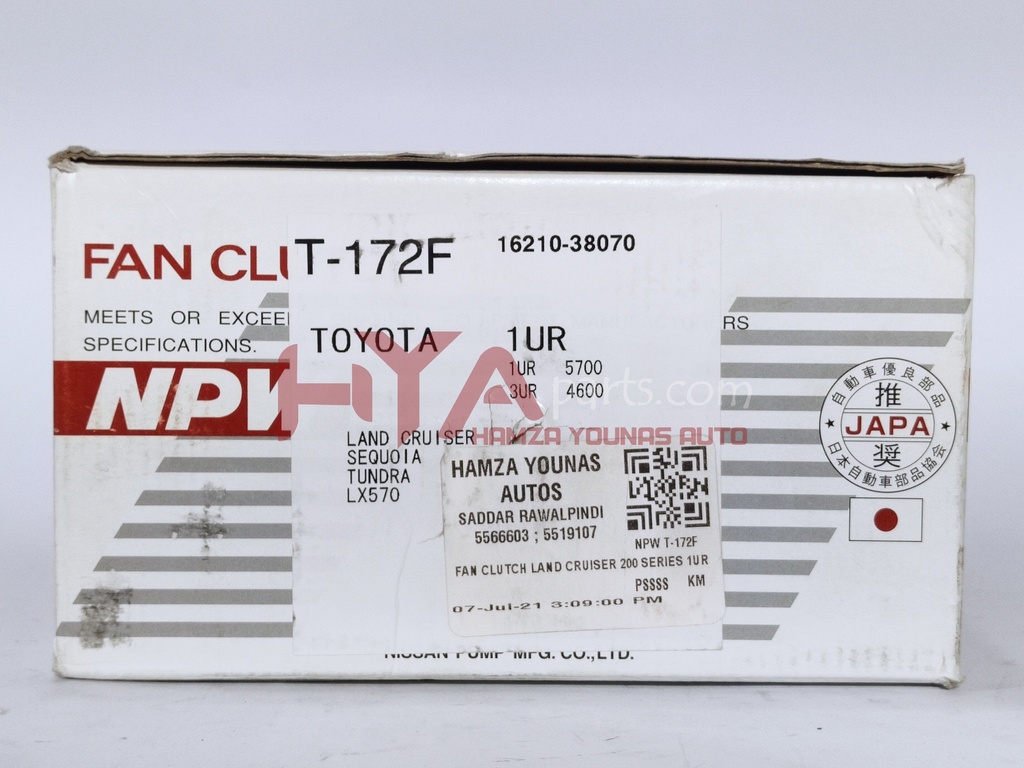 FAN CLU
T-172F
16210-38070
MEETS OR EXCEE
RS
SPECIFICATIONS.
TOYOTA 1UR
1UR 5700
3UR 4600
NPW
HYA
parts.com
HAMZA YOUNAS AUTO
LAND CRUISER
SEQUOIA
TUNDRA
LX570
HAMZA YOUNAS
AUTOS
SADDAR RAWALPINDI
5566603 ; 5519107
NPW T-172F
FAN CLUTCH LAND CRUISER 200 SERIES 1UR
PSSSS KM
07-Jul-21 3:09:00 PM
自動車優良部品
推
JAPA
奨
日本自動車部品協会
NISSAN PUMP MFG. CO.,LTD.